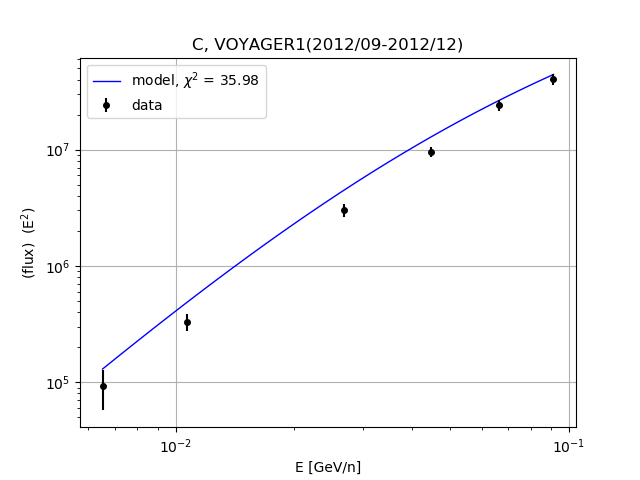 C, VOYAGER1(2012/09-2012/12)
model, χ² = 35.98
data
10⁷
10⁶
10⁵
(flux) (E²)
10⁻²
10⁻¹
E [GeV/n]